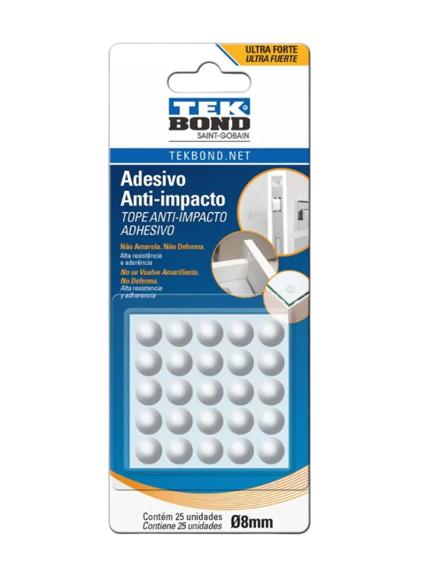 ULTRA FORTE
ULTRA FUERTE
TEK
BOND
SAINT-GOBAIN
TEKBOND.NET
Adesivo
Anti-impacto
TOPE ANTI-IMPACTO
ADHESIVO
Não Amarela. Não Deforma.
Alta resistência
e aderência
No se Vuelve Amarillento.
No Deforma.
Alta resistencia
y adherencia
Contém 25 unidades
Contiene 25 unidades
Ø8mm